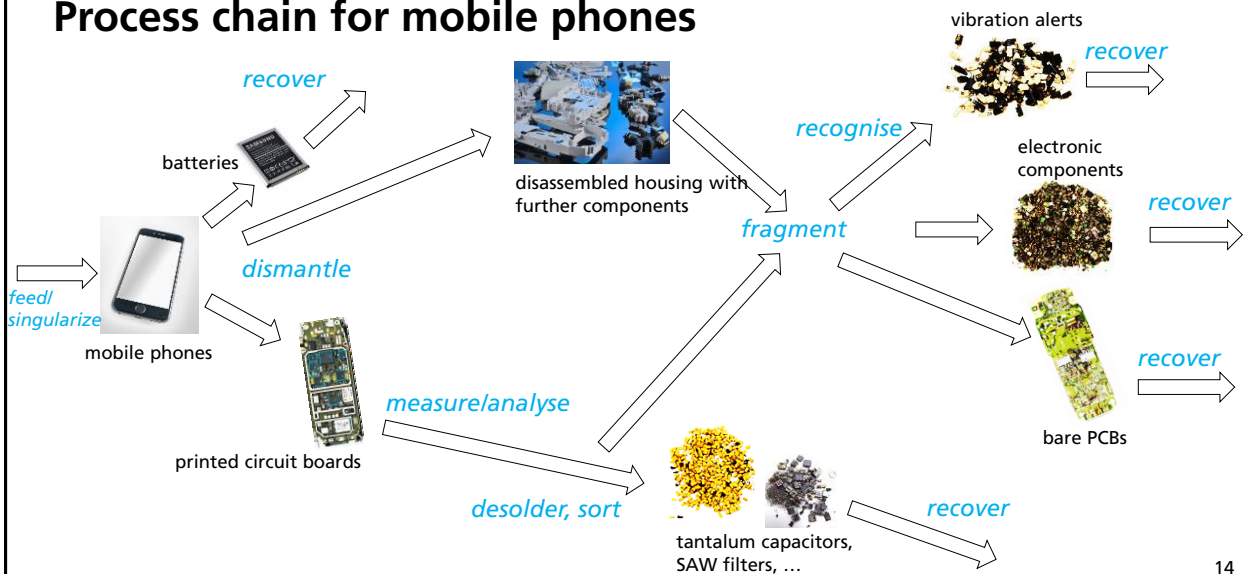 Process chain for mobile phones
vibration alerts
recover
recover
recognise
batteries
SAMSUNG
electronic
components
disassembled housing with
further components
recover
fragment
dismantle
feed/
singularize
mobile phones
recover
measure/analyse
bare PCBs
printed circuit boards
desolder, sort
recover
tantalum capacitors,
SAW filters, …
14